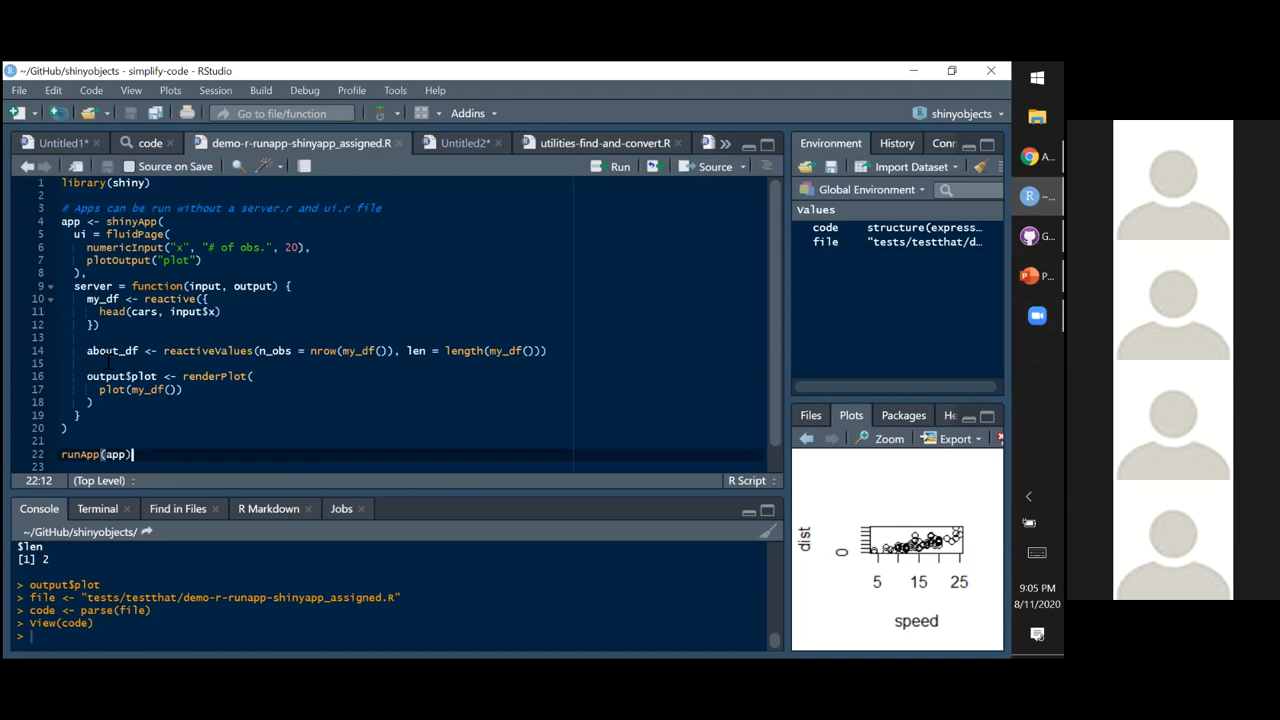 ~/GitHub/shinyobjects - simplify-code - RStudio
File Edit Code View Plots Session Build Debug Profile Tools Help
Go to file/function Addins shinyobjects
Untitled1* code demo-r-runapp-shinyapp_assigned.R Untitled2* utilities-find-and-convert.R
Source on Save Run Source
1 library(shiny)
2
3 # Apps can be run without a server.r and ui.r file
4 app <- shinyApp(
5 ui = fluidPage(
6 numericInput("x", "# of obs.", 20),
7 plotOutput("plot")
8 ),
9 server = function(input, output) {
10 my_df <- reactive({
11 head(cars, input$x)
12 })
13
14 about_df <- reactiveValues(n_obs = nrow(my_df()), len = length(my_df()))
15
16 output$plot <- renderPlot(
17 plot(my_df())
18 )
19 }
20 )
21
22 runApp(app)
23
22:12 (Top Level) R Script
Console Terminal Find in Files R Markdown Jobs
~/GitHub/shinyobjects/
$len
[1] 2
> output$plot
> file <- "tests/testthat/demo-r-runapp-shinyapp_assigned.R"
> code <- parse(file)
> View(code)
>
Environment History Con
Import Dataset
Global Environment
Values
code structure(express…
file "tests/testthat/d…
Files Plots Packages He
Zoom Export
dist
0
5 15 25
speed
A...
~...
G...
P...
9:05 PM
8/11/2020